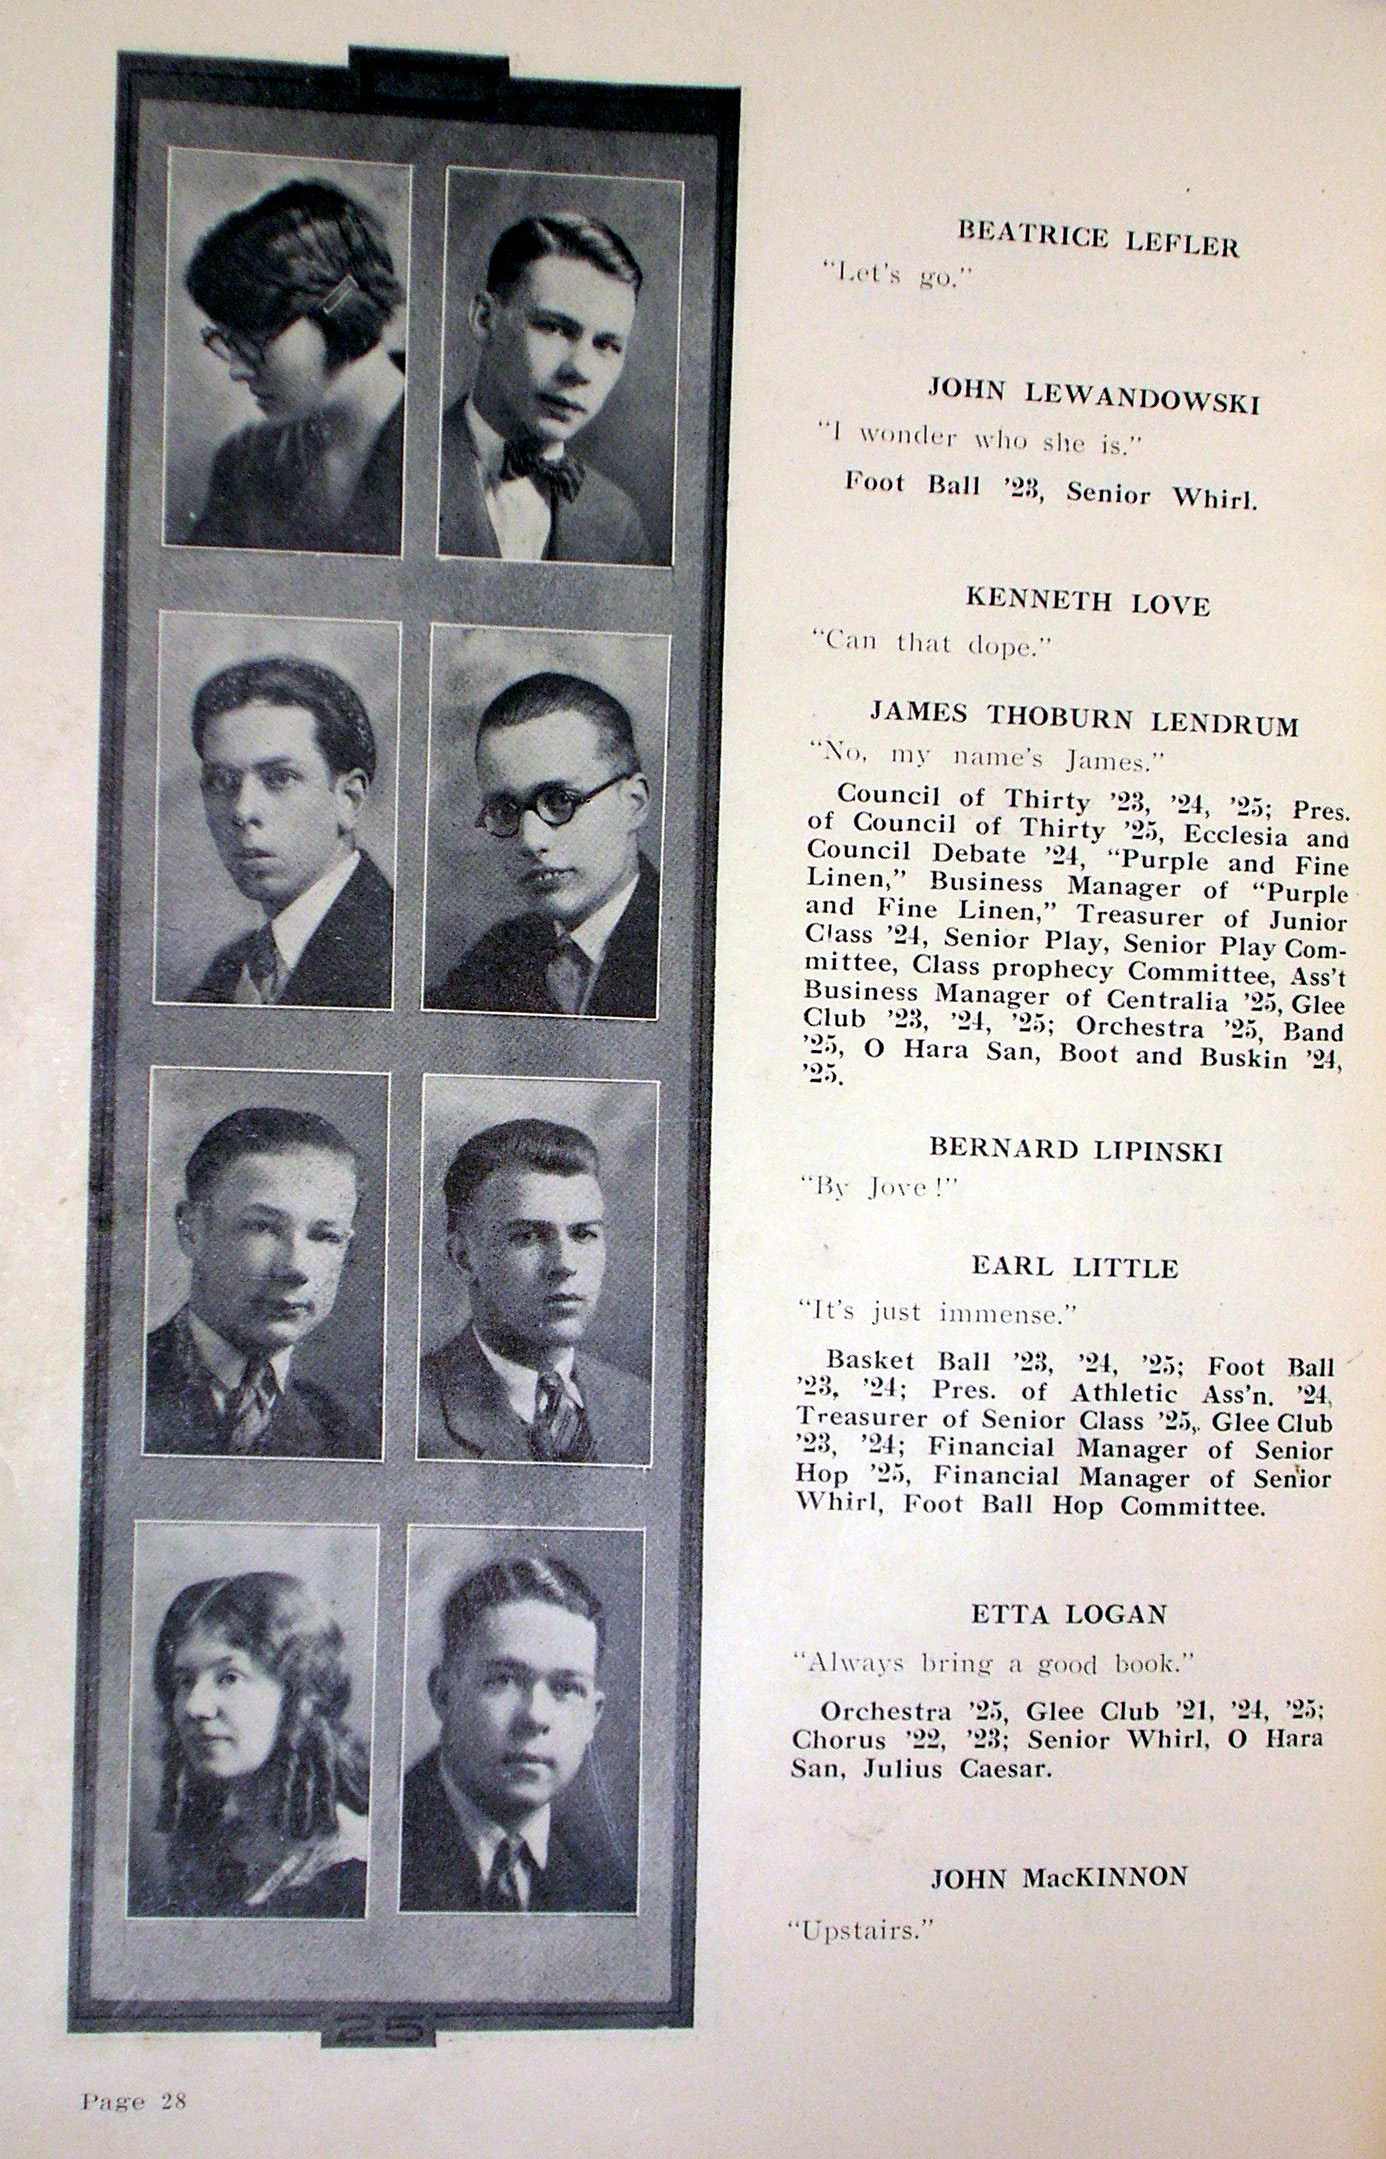 BEATRICE LEFLER
"Let's go."
JOHN LEWANDOWSKI
"I wonder who she is."
Foot Ball '23, Senior Whirl.
KENNETH LOVE
"Can that dope."
JAMES THOBURN LENDRUM
"No, my name's James."
Council of Thirty '23, '24, '25; Pres.
of Council of Thirty '25, Ecclesia and
Council Debate '24, "Purple and Fine
Linen," Business Manager of "Purple
and Fine Linen," Treasurer of Junior
Class '24, Senior Play, Senior Play Com-
mittee, Class prophecy Committee, Ass't
Business Manager of Centralia '25, Glee
Club '23, '24, '25; Orchestra '25, Band
'25, O Hara San, Boot and Buskin '24,
'25.
BERNARD LIPINSKI
"By Jove!"
EARL LITTLE
"It's just immense."
Basket Ball '23, '24, '25; Foot Ball
'23, '24; Pres. of Athletic Ass'n. '24,
Treasurer of Senior Class '25,. Glee Club
'23, '24; Financial Manager of Senior
Hop '25, Financial Manager of Senior
Whirl, Foot Ball Hop Committee.
ETTA LOGAN
"Always bring a good book."
Orchestra '25, Glee Club '21, '24, '25;
Chorus '22, '23; Senior Whirl, O Hara
San, Julius Caesar.
JOHN MacKINNON
"Upstairs."
25
Page 28